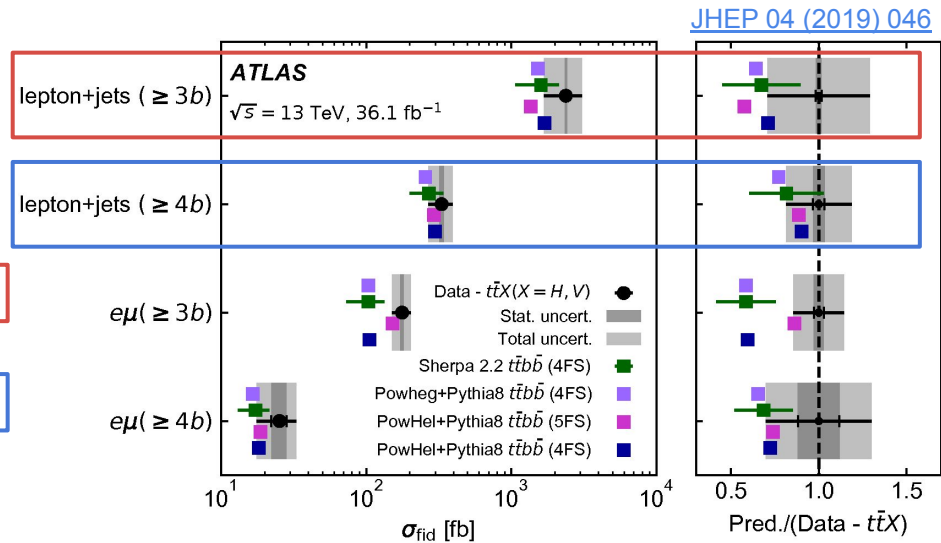 JHEP 04 (2019) 046
ATLAS
√s = 13 TeV, 36.1 fb⁻¹
lepton+jets (≥ 3b)
lepton+jets (≥ 4b)
eμ(≥ 3b)
eμ(≥ 4b)
Data - tt̄X(X = H, V)
Stat. uncert.
Total uncert.
Sherpa 2.2 tt̄bb̄ (4FS)
Powheg+Pythia8 tt̄bb̄ (4FS)
PowHel+Pythia8 tt̄bb̄ (5FS)
PowHel+Pythia8 tt̄bb̄ (4FS)
10¹ 10² 10³ 10⁴
σfid [fb]
0.5 1.0 1.5
Pred./(Data - tt̄X)